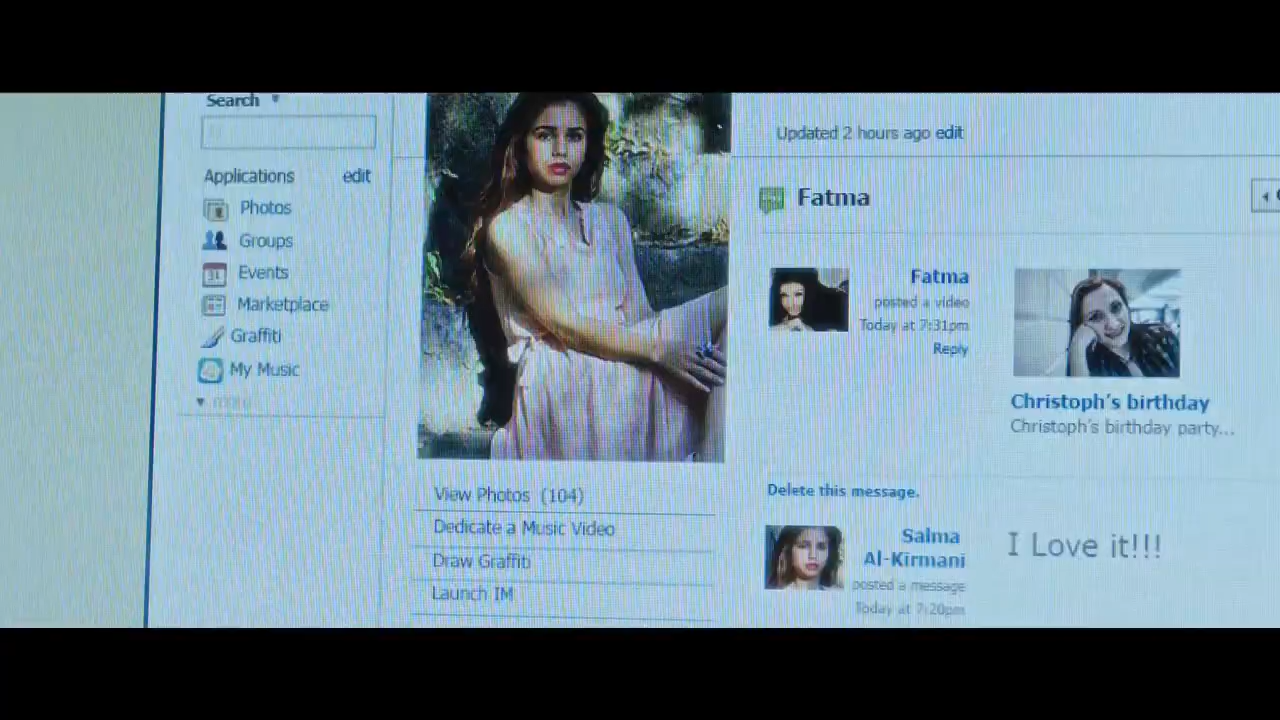 Search
Applications edit
Photos
Groups
Events
Marketplace
Graffiti
My Music
more
View Photos (104)
Dedicate a Music Video
Draw Graffiti
Launch IM
Updated 2 hours ago edit
Fatma
Fatma
posted a video
Today at 7:31pm
Reply
Christoph's birthday
Christoph's birthday party...
Delete this message.
Salma
Al-Kirmani
posted a message
Today at 7:20pm
I Love it!!!